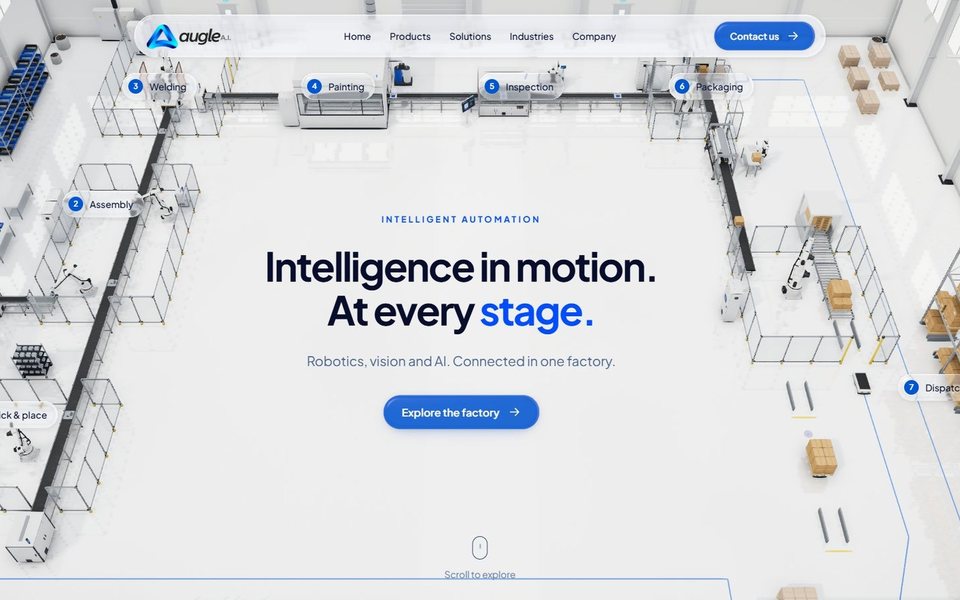 augle A.I.
Home Products Solutions Industries Company
Contact us
3 Welding
4 Painting
5 Inspection
6 Packaging
2 Assembly
INTELLIGENT AUTOMATION
Intelligence in motion.
At every stage.
Robotics, vision and AI. Connected in one factory.
7 Dispatc
ick & place
Explore the factory
Scroll to explore